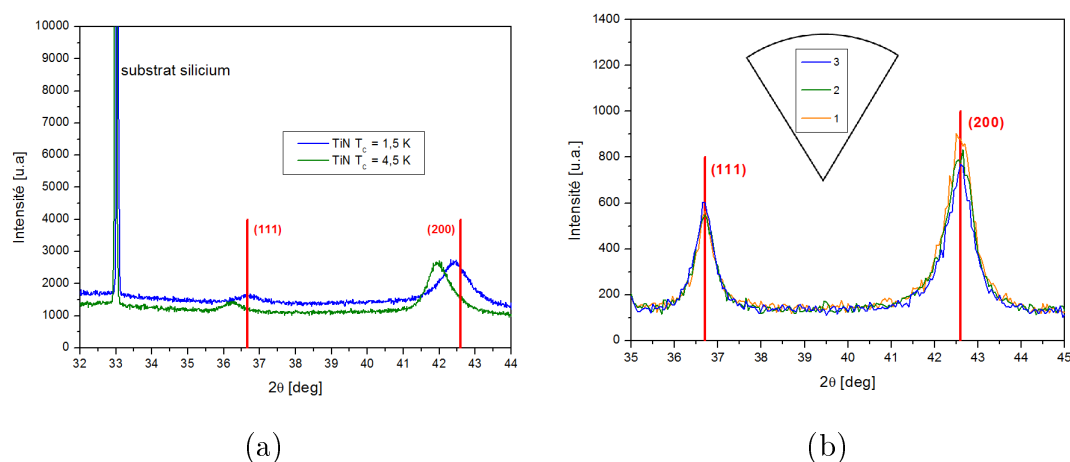 10000
9000
8000
7000
6000
5000
4000
3000
2000
1000
0
Intensité [u.a]
substrat silicium
TiN T_c = 1,5 K
TiN T_c = 4,5 K
(111)
(200)
32 33 34 35 36 37 38 39 40 41 42 43 44
2θ [deg]
(a)
1400
1200
1000
800
600
400
200
0
Intensité [u.a.]
3
2
1
(111)
(200)
35 36 37 38 39 40 41 42 43 44 45
2θ [deg]
(b)